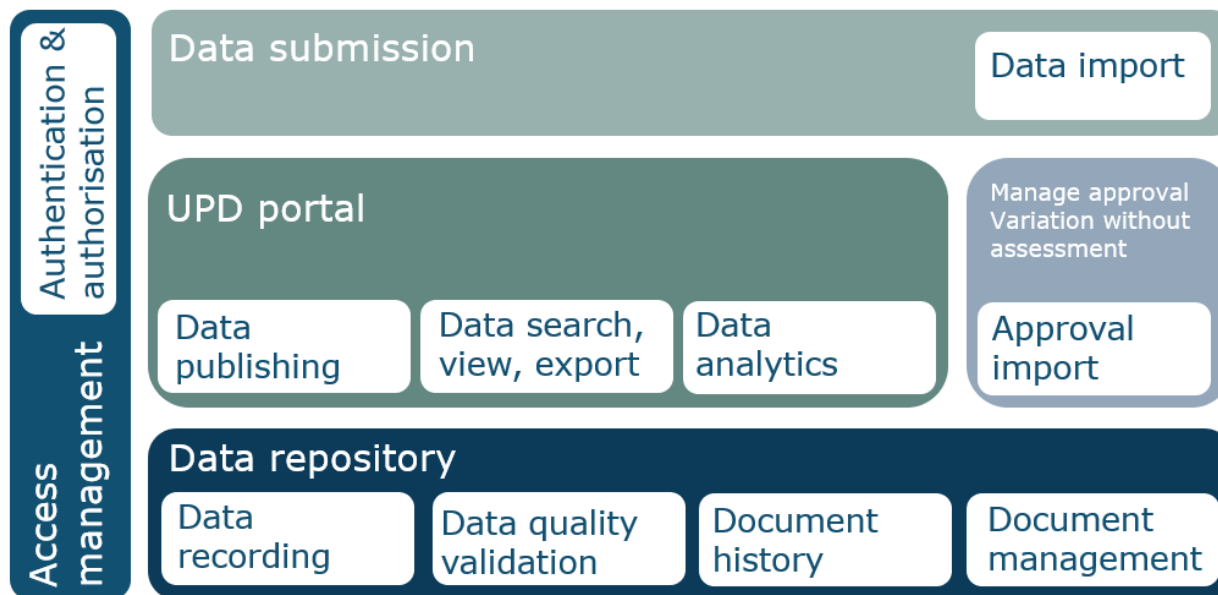 Authentication &
authorisation
Access
management
Data submission
Data import
UPD portal
Data
publishing
Data search,
view, export
Data
analytics
Manage approval
Variation without
assessment
Approval
import
Data repository
Data
recording
Data quality
validation
Document
history
Document
management